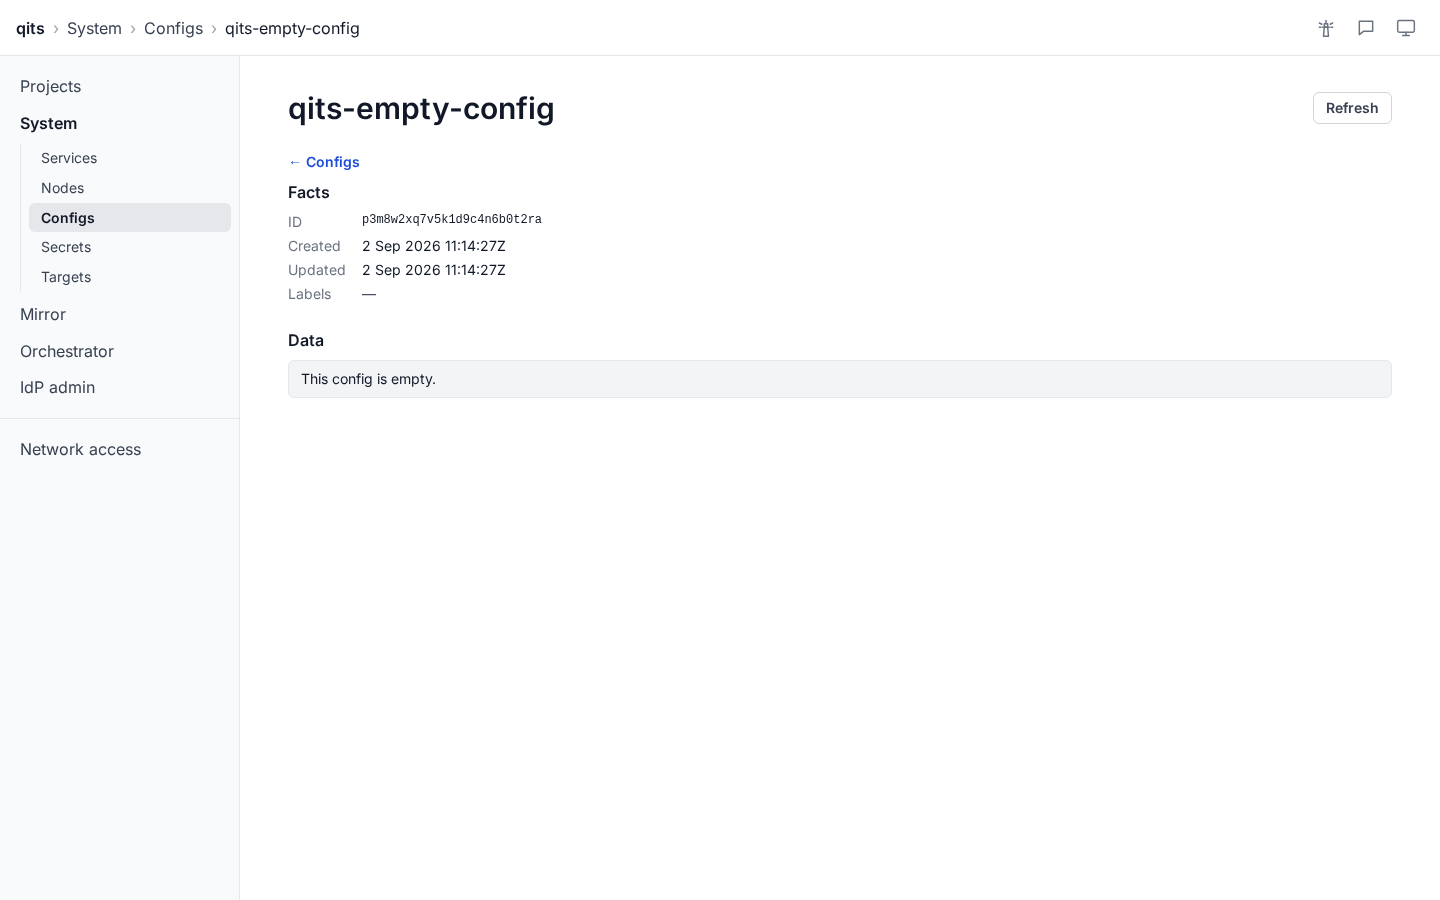 qits › System › Configs › qits-empty-config
Projects
System
Services
Nodes
Configs
Secrets
Targets
Mirror
Orchestrator
IdP admin
Network access
qits-empty-config
Refresh
← Configs
Facts
ID p3m8w2xq7v5k1d9c4n6b0t2ra
Created 2 Sep 2026 11:14:27Z
Updated 2 Sep 2026 11:14:27Z
Labels —
Data
This config is empty.